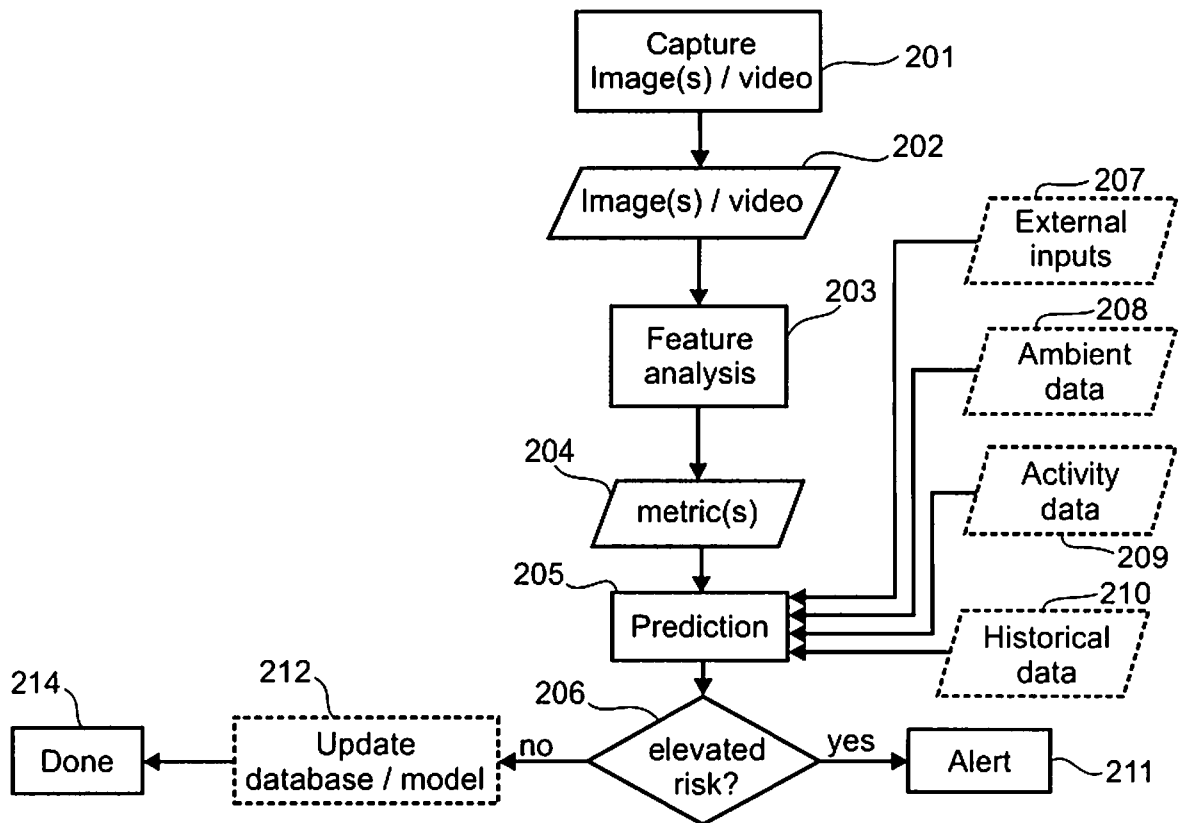 Capture
Image(s) / video
201
202
Image(s) / video
207
External
inputs
203
Feature
analysis
208
Ambient
data
204
metric(s)
Activity
data
209
205
Prediction
210
Historical
data
214
Done
212
Update
database / model
no
206
elevated
risk?
yes
Alert
211